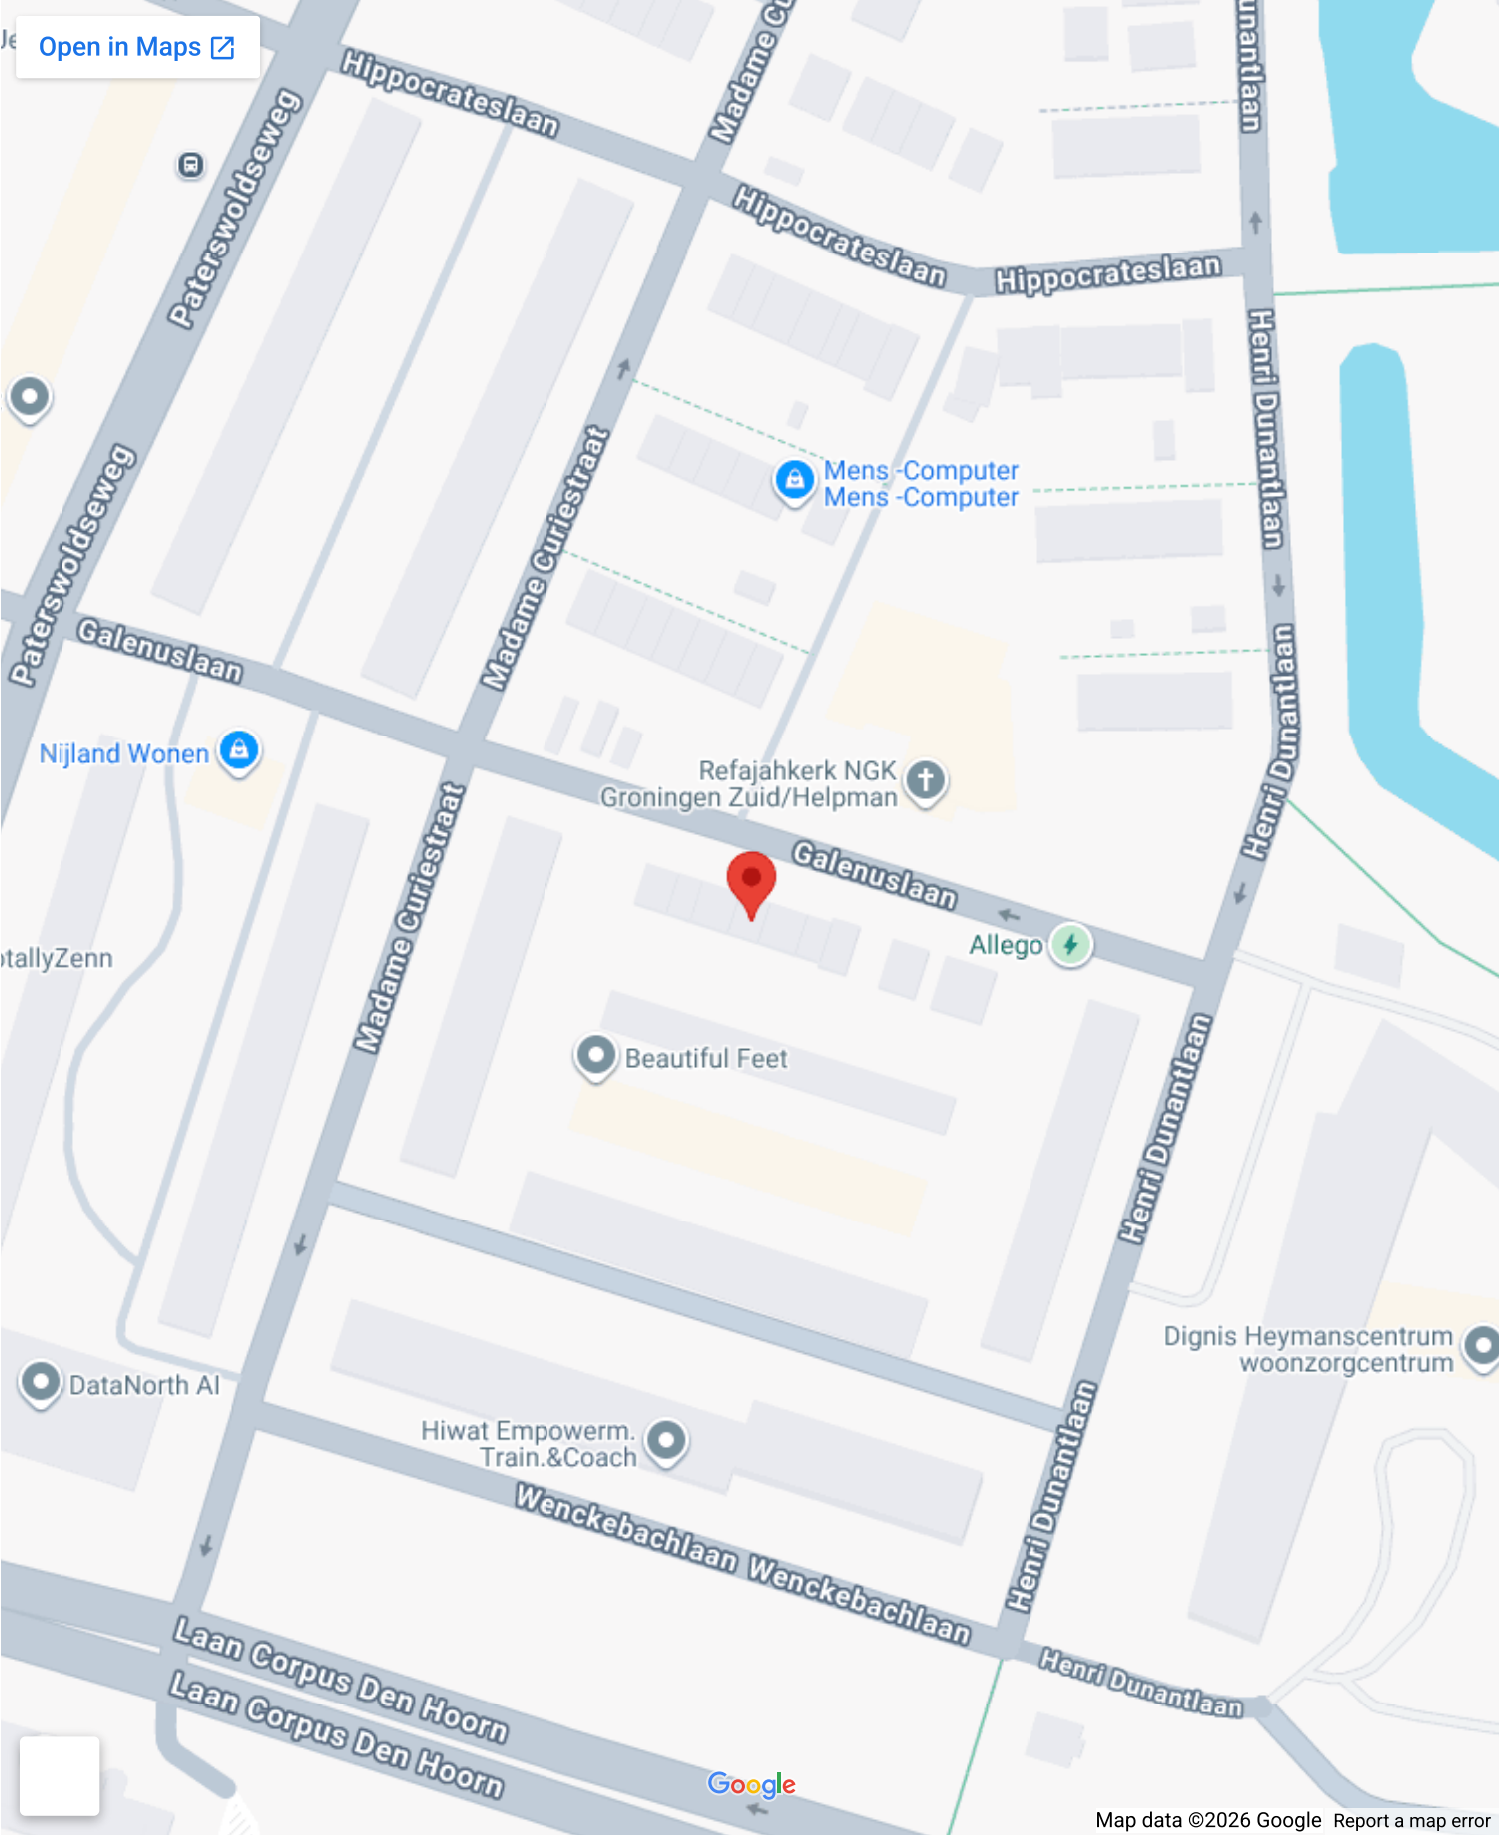 Open in Maps
Hippocrateslaan
Madame Cu
unantlaan
Paterswoldseweg
Hippocrateslaan
Hippocrateslaan
Henri Dunantlaan
Paterswoldseweg
Madame Curiestraat
Mens -Computer
Mens -Computer
Galenuslaan
Henri Dunantlaan
Nijland Wonen
Refajahkerk NGK
Groningen Zuid/Helpman
Galenuslaan
Madame Curiestraat
Allego
otallyZenn
Beautiful Feet
Henri Dunantlaan
Dignis Heymanscentrum
woonzorgcentrum
DataNorth AI
Hiwat Empowerm.
Train.&Coach
Henri Dunantlaan
Wenckebachlaan
Wenckebachlaan
Laan Corpus Den Hoorn
Henri Dunantlaan
Laan Corpus Den Hoorn
Google
Map data ©2026 Google
Report a map error